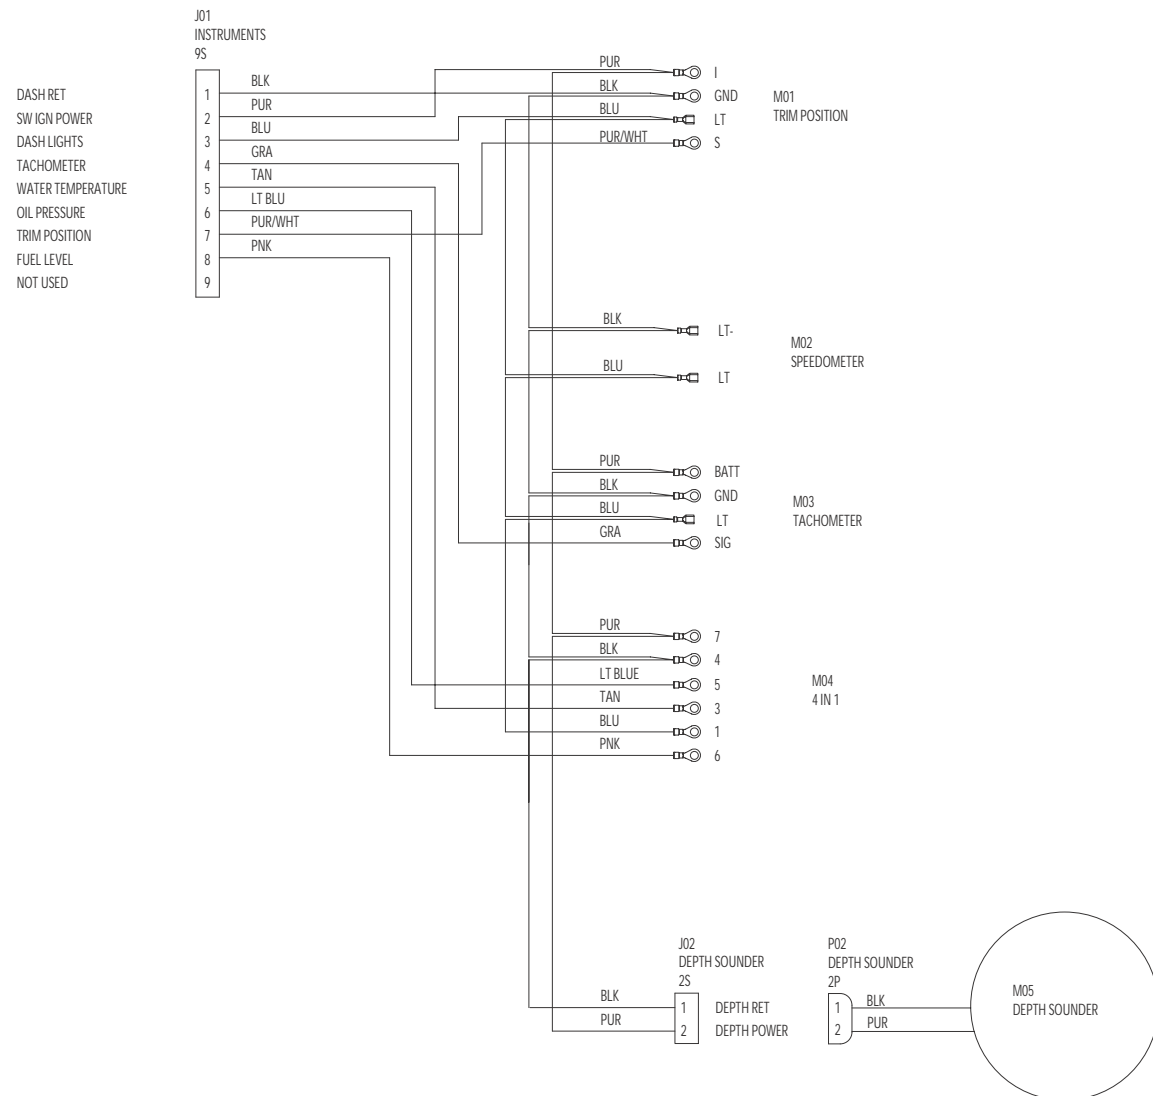 J01
INSTRUMENTS
9S
DASH RET 1 BLK
SW IGN POWER 2 PUR
DASH LIGHTS 3 BLU
TACHOMETER 4 GRA
WATER TEMPERATURE 5 TAN
OIL PRESSURE 6 LT BLU
TRIM POSITION 7 PUR/WHT
FUEL LEVEL 8 PNK
NOT USED 9
PUR I
BLK GND
BLU LT
PUR/WHT S
M01
TRIM POSITION
BLK LT-
BLU LT
M02
SPEEDOMETER
PUR BATT
BLK GND
BLU LT
GRA SIG
M03
TACHOMETER
PUR 7
BLK 4
LT BLUE 5
TAN 3
BLU 1
PNK 6
M04
4 IN 1
J02
DEPTH SOUNDER
2S
BLK 1 DEPTH RET
PUR 2 DEPTH POWER
P02
DEPTH SOUNDER
2P
1 BLK
2 PUR
M05
DEPTH SOUNDER